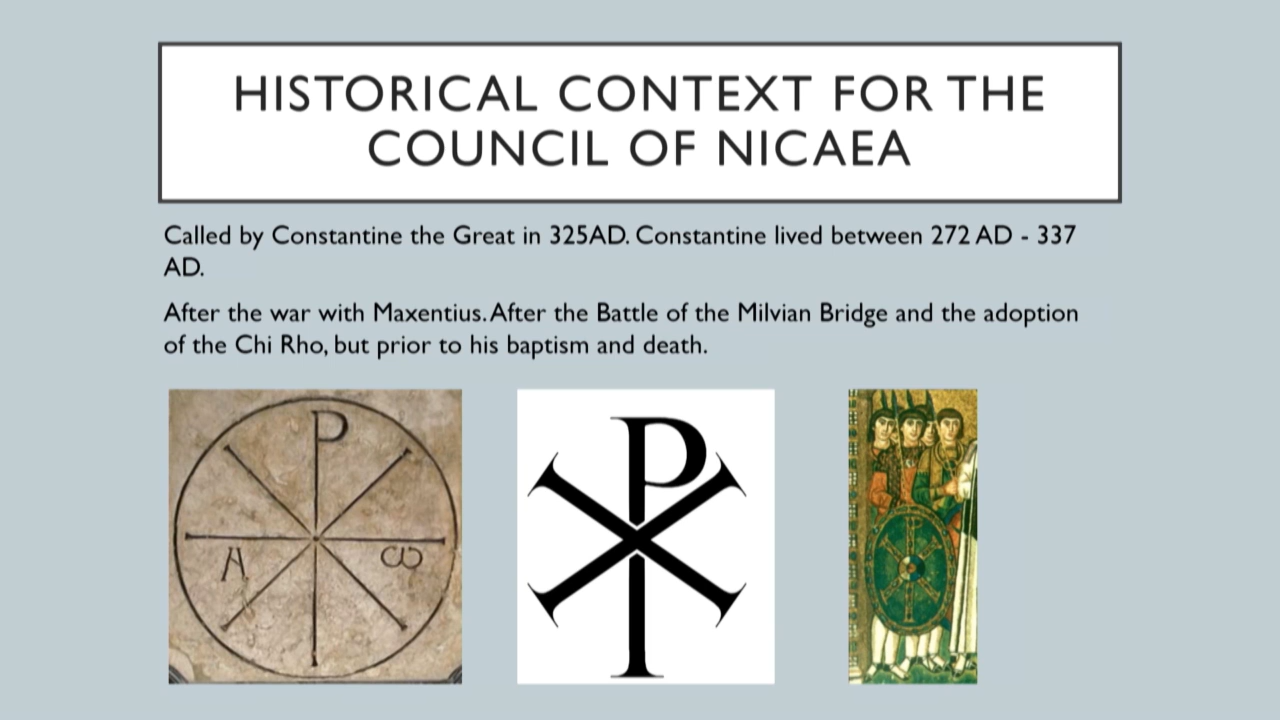 HISTORICAL CONTEXT FOR THE
COUNCIL OF NICAEA
Called by Constantine the Great in 325AD. Constantine lived between 272 AD - 337
AD.
After the war with Maxentius. After the Battle of the Milvian Bridge and the adoption
of the Chi Rho, but prior to his baptism and death.
Ρ
Α ω